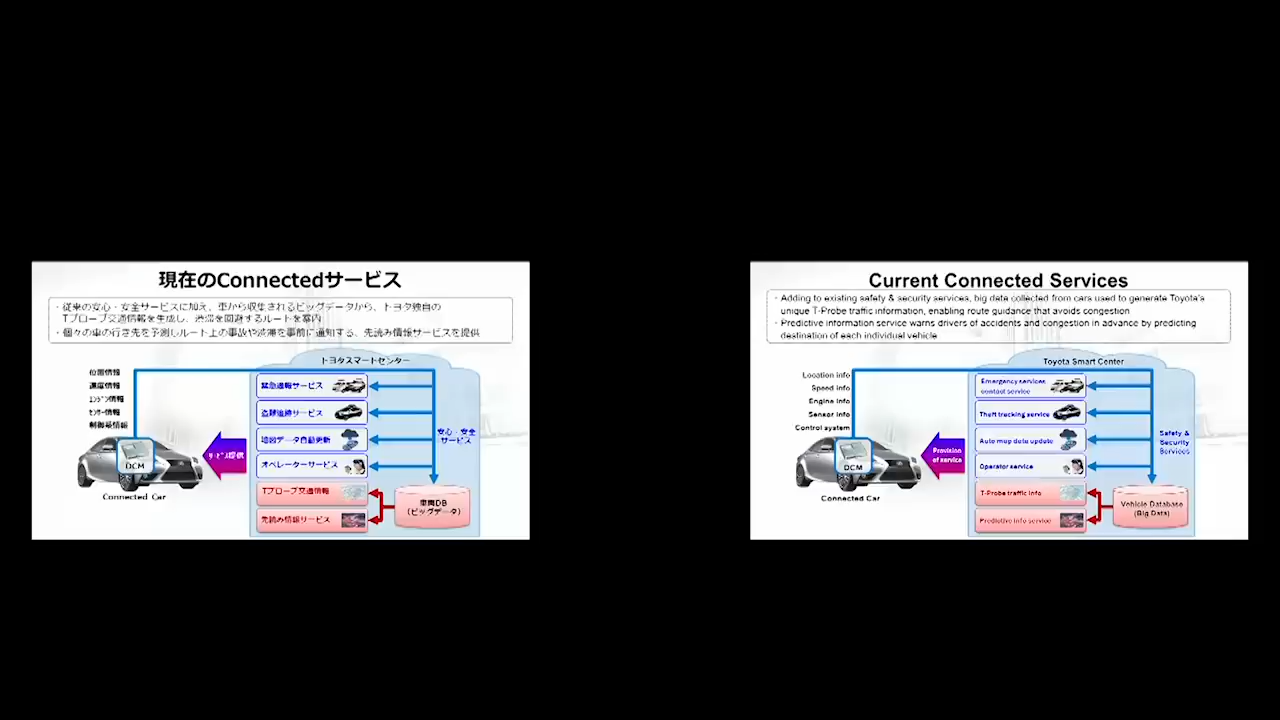 現在のConnectedサービス
・従来の安心・安全サービスに加え、車から収集されるビッグデータから、トヨタ独自の
Tプローブ交通情報を生成し、渋滞を回避するルートを案内
・個々の車の行き先を予測しルート上の事故や渋滞を事前に通知する、先読み情報サービスを提供
トヨタスマートセンター
位置情報
速度情報
エンジン情報
センサー情報
制御系情報
DCM
Connected Car
サービス提供
緊急通報サービス
盗難追跡サービス
地図データ自動更新
オペレーターサービス
Tプローブ交通情報
先読み情報サービス
安心・安全
サービス
車両DB
(ビッグデータ)
Current Connected Services
・Adding to existing safety & security services, big data collected from cars used to generate Toyota's
unique T-Probe traffic information, enabling route guidance that avoids congestion
・Predictive information service warns drivers of accidents and congestion in advance by predicting
destination of each individual vehicle
Toyota Smart Center
Location info
Speed info
Engine info
Sensor info
Control system
DCM
Connected Car
Provision
of service
Emergency services
contact service
Theft tracking service
Auto map data update
Operator service
T-Probe traffic info
Predictive info service
Safety &
Security
Services
Vehicle Database
(Big Data)